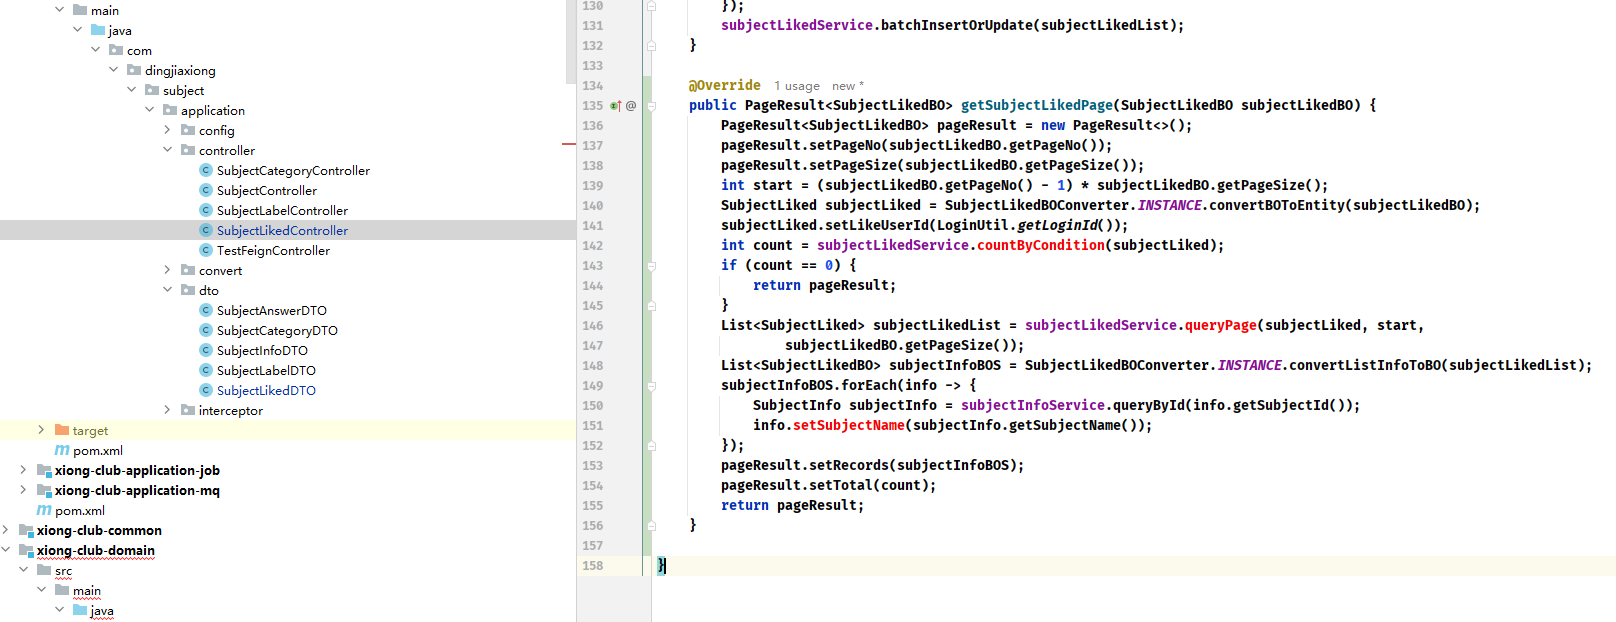 main
java
com
dingjiaxiong
subject
application
config
controller
SubjectCategoryController
SubjectController
SubjectLabelController
SubjectLikedController
TestFeignController
convert
dto
SubjectAnswerDTO
SubjectCategoryDTO
SubjectInfoDTO
SubjectLabelDTO
SubjectLikedDTO
interceptor
target
pom.xml
xiong-club-application-job
xiong-club-application-mq
pom.xml
xiong-club-common
xiong-club-domain
src
main
java
130 });
131 subjectLikedService.batchInsertOrUpdate(subjectLikedList);
132 }
133
134 @Override 1 usage new *
135 public PageResult<SubjectLikedBO> getSubjectLikedPage(SubjectLikedBO subjectLikedBO) {
136 PageResult<SubjectLikedBO> pageResult = new PageResult<>();
137 pageResult.setPageNo(subjectLikedBO.getPageNo());
138 pageResult.setPageSize(subjectLikedBO.getPageSize());
139 int start = (subjectLikedBO.getPageNo() - 1) * subjectLikedBO.getPageSize();
140 SubjectLiked subjectLiked = SubjectLikedBOConverter.INSTANCE.convertBOToEntity(subjectLikedBO);
141 subjectLiked.setLikeUserId(LoginUtil.getLoginId());
142 int count = subjectLikedService.countByCondition(subjectLiked);
143 if (count == 0) {
144 return pageResult;
145 }
146 List<SubjectLiked> subjectLikedList = subjectLikedService.queryPage(subjectLiked, start,
147 subjectLikedBO.getPageSize());
148 List<SubjectLikedBO> subjectInfoBOS = SubjectLikedBOConverter.INSTANCE.convertListInfoToBO(subjectLikedList);
149 subjectInfoBOS.forEach(info -> {
150 SubjectInfo subjectInfo = subjectInfoService.queryById(info.getSubjectId());
151 info.setSubjectName(subjectInfo.getSubjectName());
152 });
153 pageResult.setRecords(subjectInfoBOS);
154 pageResult.setTotal(count);
155 return pageResult;
156 }
157
158 }